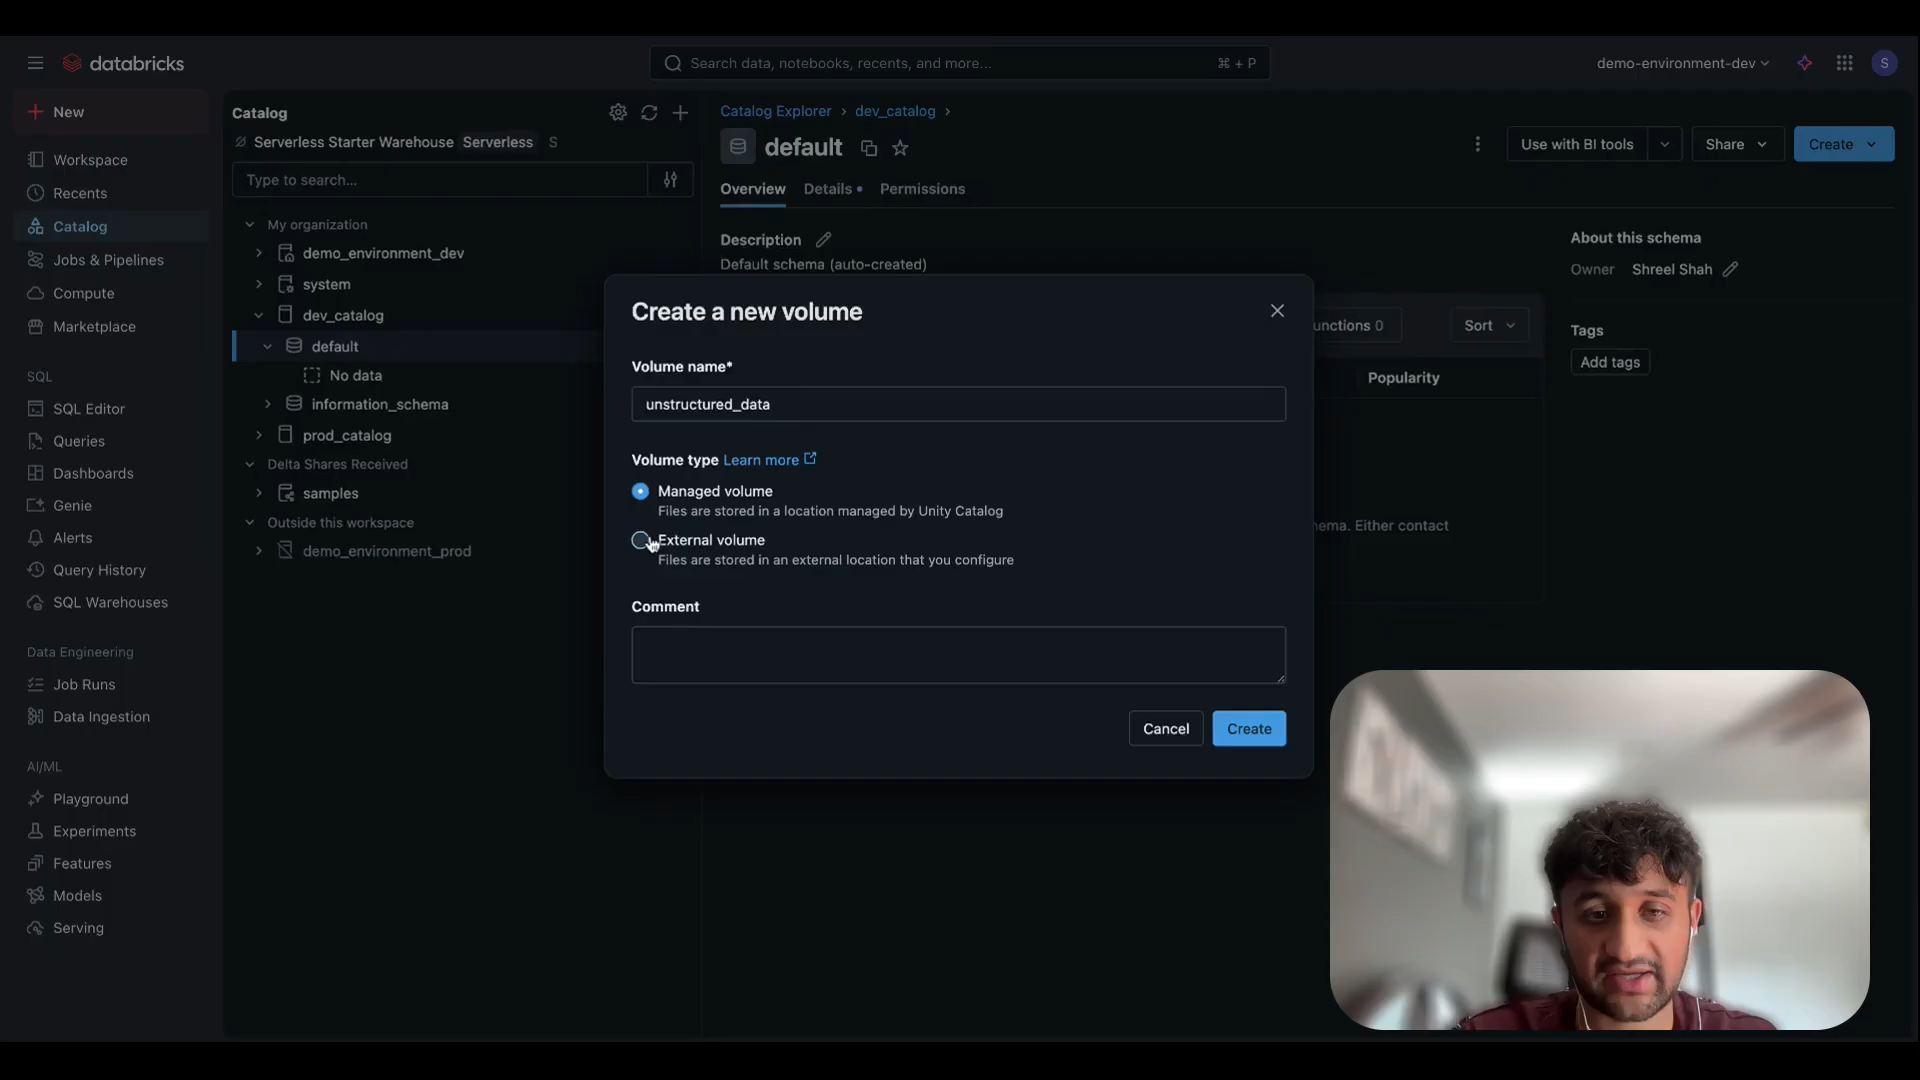 databricks
Search data, notebooks, recents, and more...
⌘ + P
demo-environment-dev
S
New
Workspace
Recents
Catalog
Jobs & Pipelines
Compute
Marketplace
SQL
SQL Editor
Queries
Dashboards
Genie
Alerts
Query History
SQL Warehouses
Data Engineering
Job Runs
Data Ingestion
AI/ML
Playground
Experiments
Features
Models
Serving
Catalog
Serverless Starter Warehouse Serverless S
Type to search...
My organization
demo_environment_dev
system
dev_catalog
default
No data
information_schema
prod_catalog
Delta Shares Received
samples
Outside this workspace
demo_environment_prod
Catalog Explorer > dev_catalog >
default
Use with BI tools
Share
Create
Overview Details • Permissions
Description
Default schema (auto-created)
unctions 0
Sort
Popularity
ema. Either contact
About this schema
Owner Shreel Shah
Tags
Add tags
Create a new volume
Volume name*
unstructured_data
Volume type Learn more
Managed volume
Files are stored in a location managed by Unity Catalog
External volume
Files are stored in an external location that you configure
Comment
Cancel
Create